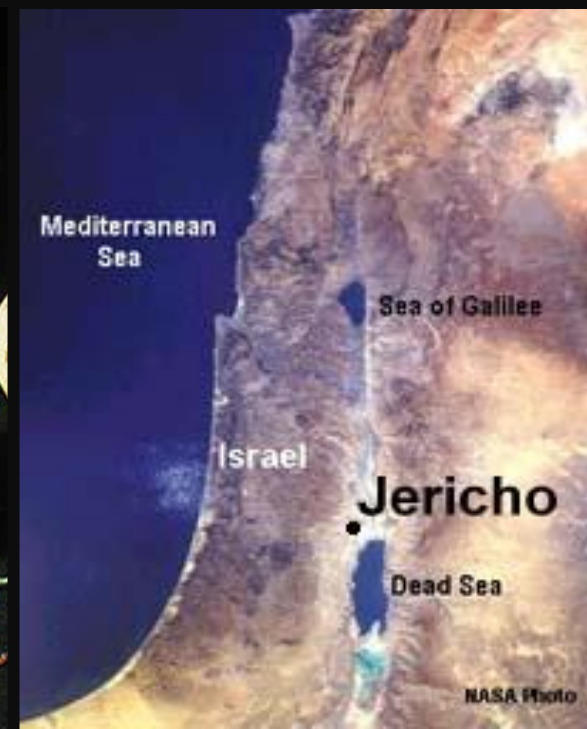 Mediterranean
Sea
Sea of Galilee
Israel
Jericho
Dead Sea
NASA Photo